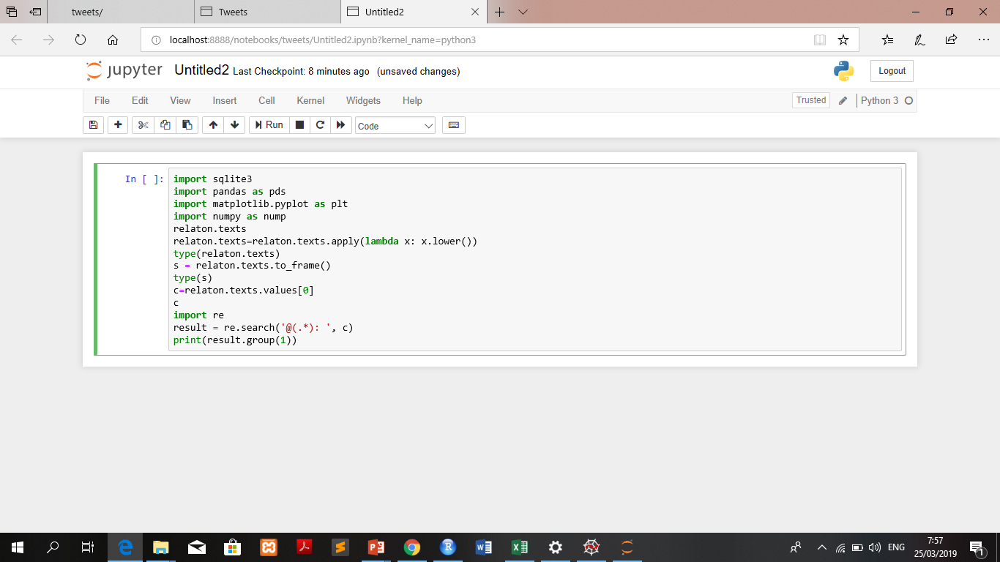 tweets/
Tweets
Untitled2
localhost:8888/notebooks/tweets/Untitled2.ipynb?kernel_name=python3
jupyter Untitled2 Last Checkpoint: 8 minutes ago (unsaved changes)
Logout
File Edit View Insert Cell Kernel Widgets Help
Trusted
Python 3
Run
Code
In [ ]:
import sqlite3
import pandas as pds
import matplotlib.pyplot as plt
import numpy as nump
relaton.texts
relaton.texts=relaton.texts.apply(lambda x: x.lower())
type(relaton.texts)
s = relaton.texts.to_frame()
type(s)
c=relaton.texts.values[0]
c
import re
result = re.search('@(.*): ', c)
print(result.group(1))
ENG
7:57
25/03/2019
1